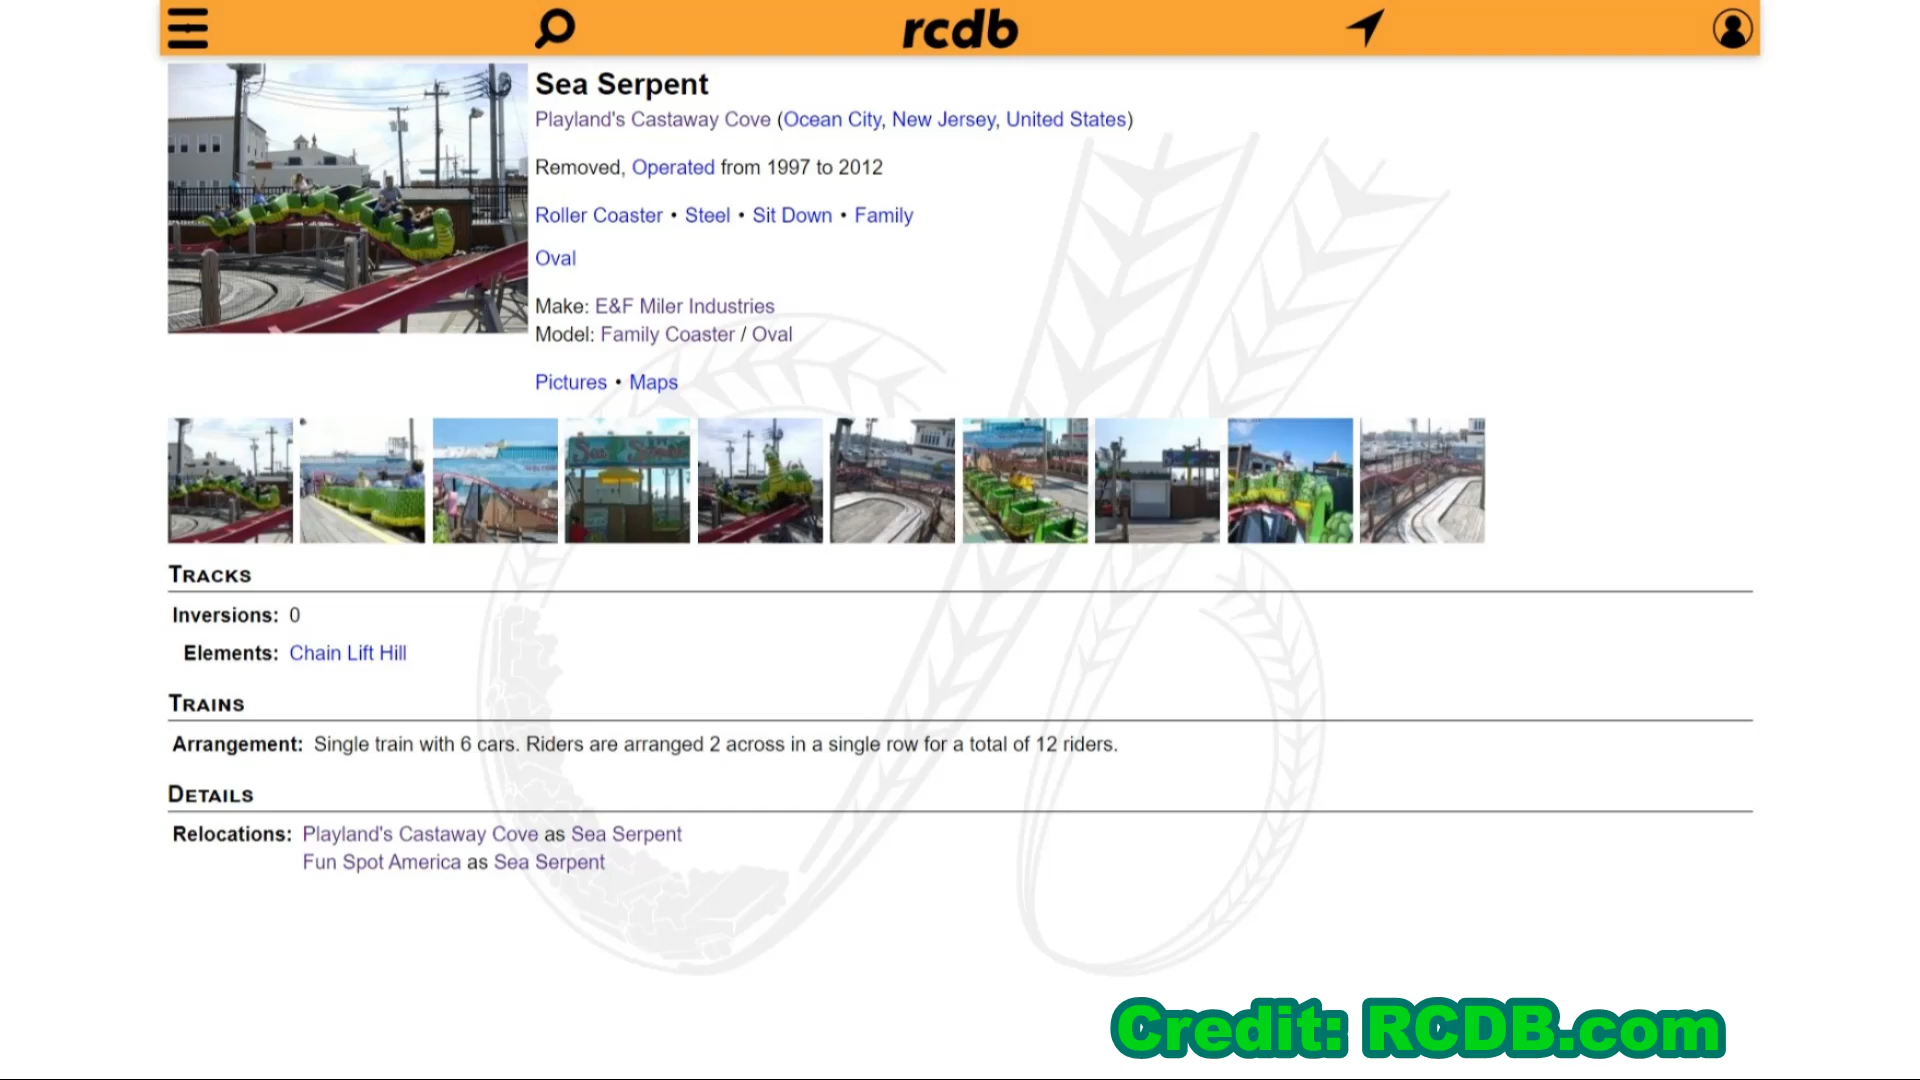 rcdb
Sea Serpent
Playland's Castaway Cove (Ocean City, New Jersey, United States)
Removed, Operated from 1997 to 2012
Roller Coaster • Steel • Sit Down • Family
Oval
Make: E&F Miler Industries
Model: Family Coaster / Oval
Pictures • Maps
Sea Serpent
TRACKS
Inversions: 0
Elements: Chain Lift Hill
TRAINS
Arrangement: Single train with 6 cars. Riders are arranged 2 across in a single row for a total of 12 riders.
DETAILS
Relocations: Playland's Castaway Cove as Sea Serpent
Fun Spot America as Sea Serpent
Credit: RCDB.com